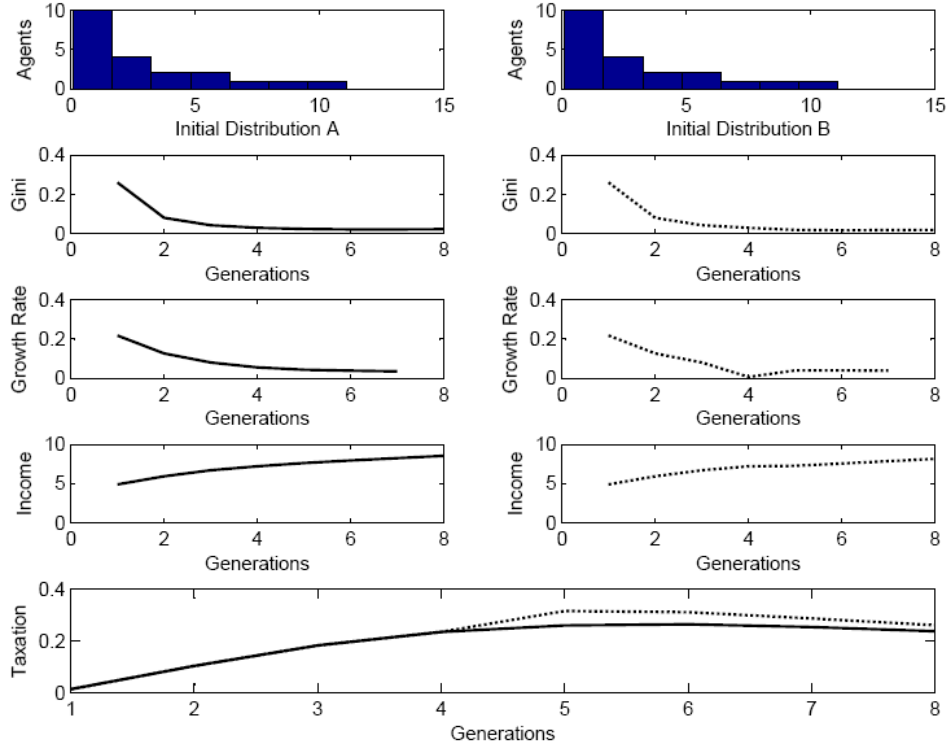 Agents
10
5
0
0 5 10 15
Initial Distribution A
Agents
10
5
0
0 5 10 15
Initial Distribution B
Gini
0.4
0.2
0
0 2 4 6 8
Generations
Gini
0.4
0.2
0
0 2 4 6 8
Generations
Growth Rate
0.4
0.2
0
0 2 4 6 8
Generations
Growth Rate
0.4
0.2
0
0 2 4 6 8
Generations
Income
10
5
0
0 2 4 6 8
Generations
Income
10
5
0
0 2 4 6 8
Generations
Taxation
0.4
0.2
0
1 2 3 4 5 6 7 8
Generations